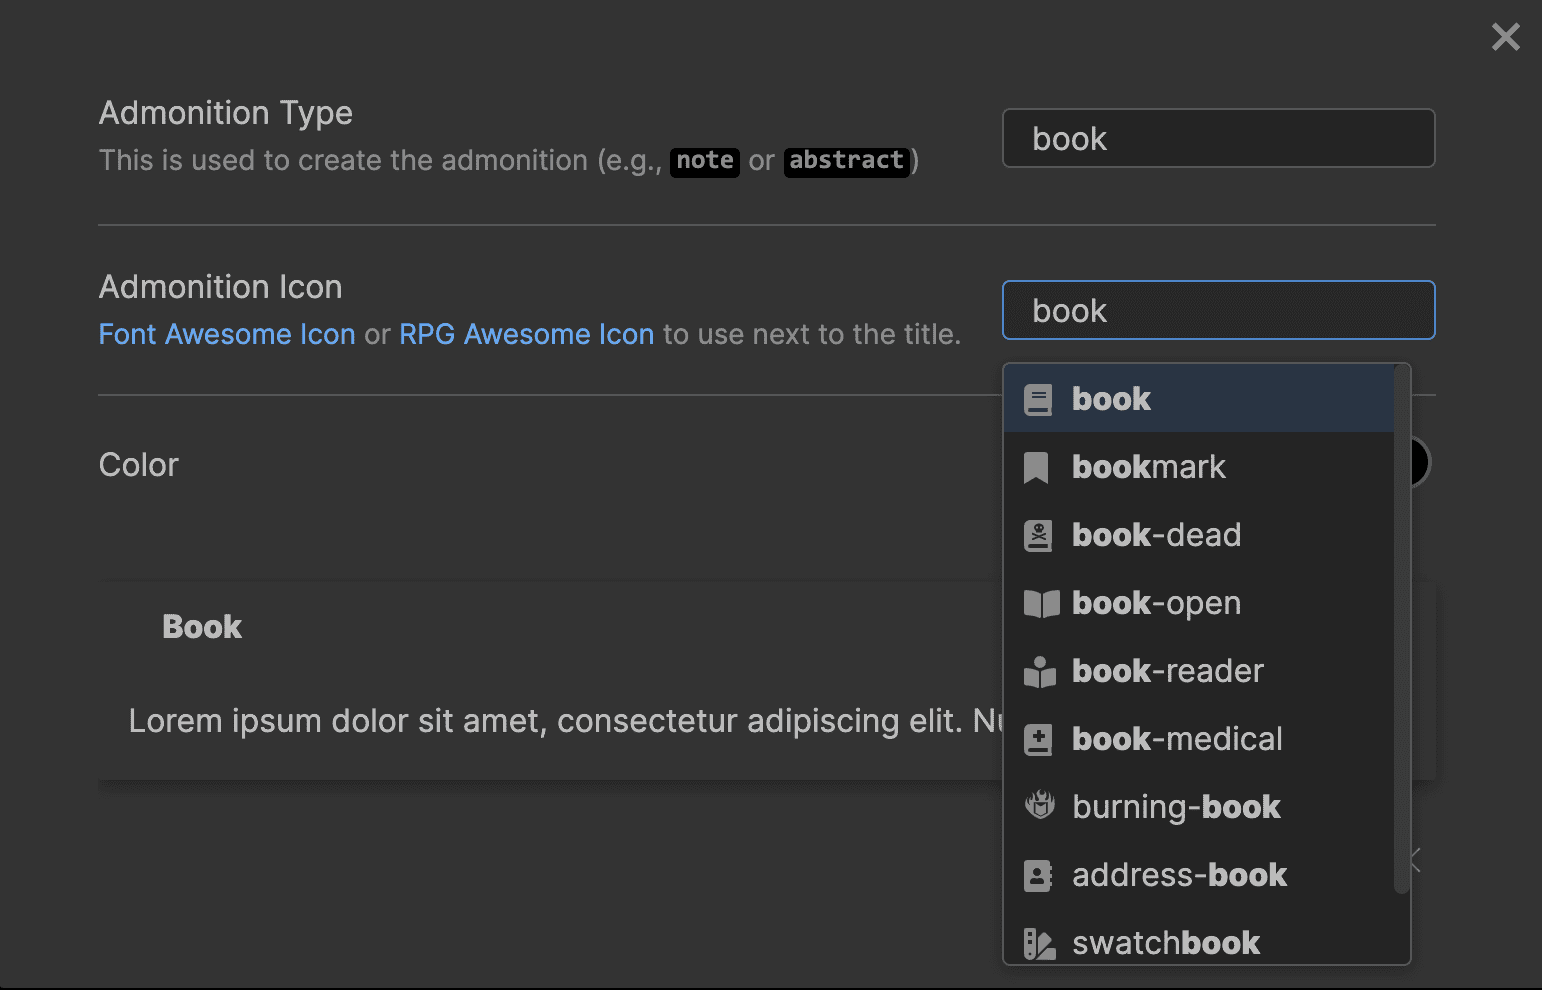 Admonition Type
This is used to create the admonition (e.g., note or abstract)
book
Admonition Icon
Font Awesome Icon or RPG Awesome Icon to use next to the title.
book
book
bookmark
book-dead
book-open
book-reader
book-medical
burning-book
address-book
swatchbook
Color
Book
Lorem ipsum dolor sit amet, consectetur adipiscing elit.